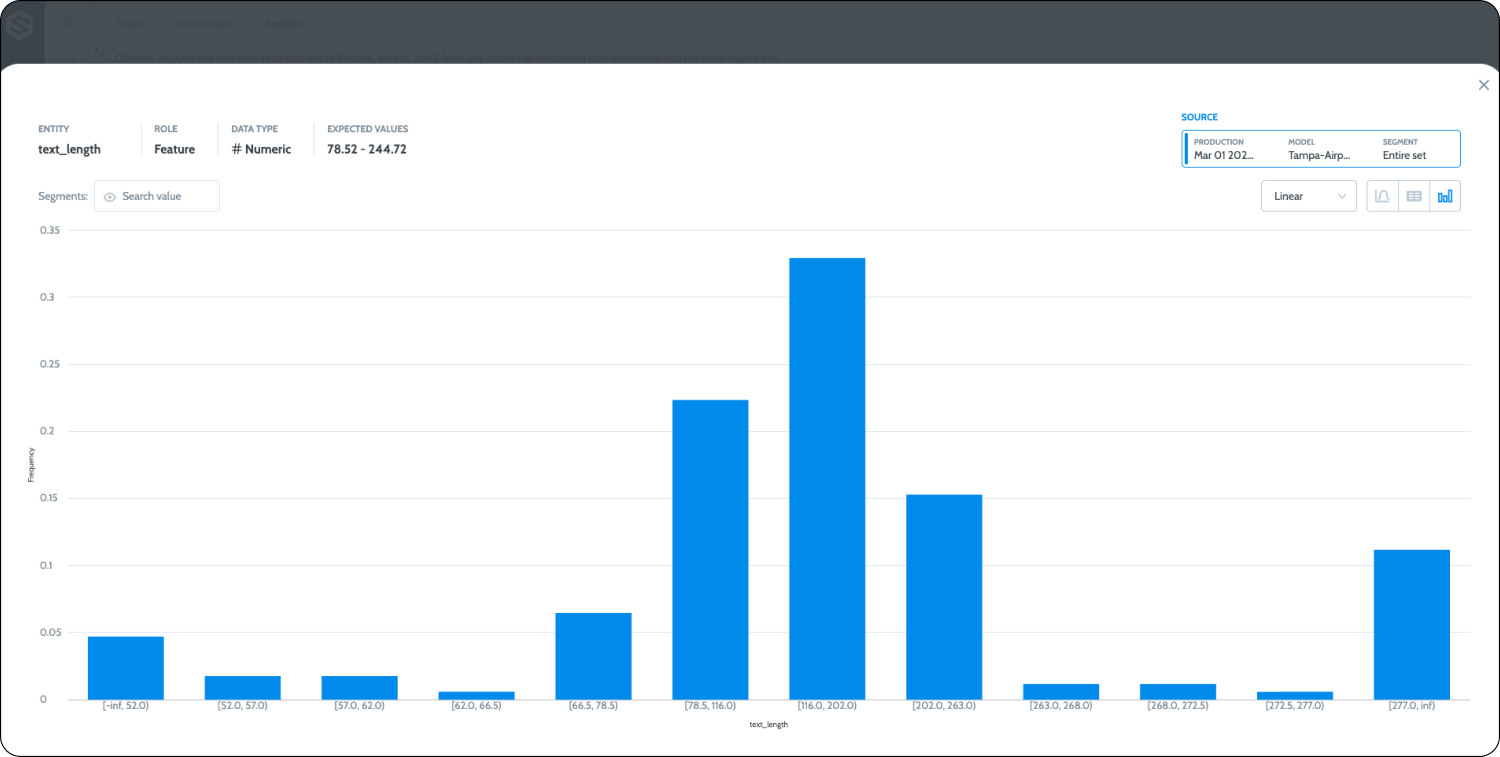 Projects
Analytics
ENTITY ROLE DATA TYPE EXPECTED VALUES
text_length Feature # Numeric 78.52 - 244.72
SOURCE
PRODUCTION MODEL SEGMENT
Mar 01 202... Tampa-Airp... Entire set
Segments: Search value
Linear
0.35
0.3
0.25
0.2
0.15
0.1
0.05
0
Frequency
[-inf, 52.0) [52.0, 57.0) [57.0, 62.0) [62.0, 66.5) [66.5, 78.5) [78.5, 116.0) [116.0, 202.0) [202.0, 263.0) [263.0, 268.0) [268.0, 272.5) [272.5, 277.0) [277.0, inf)
text_length